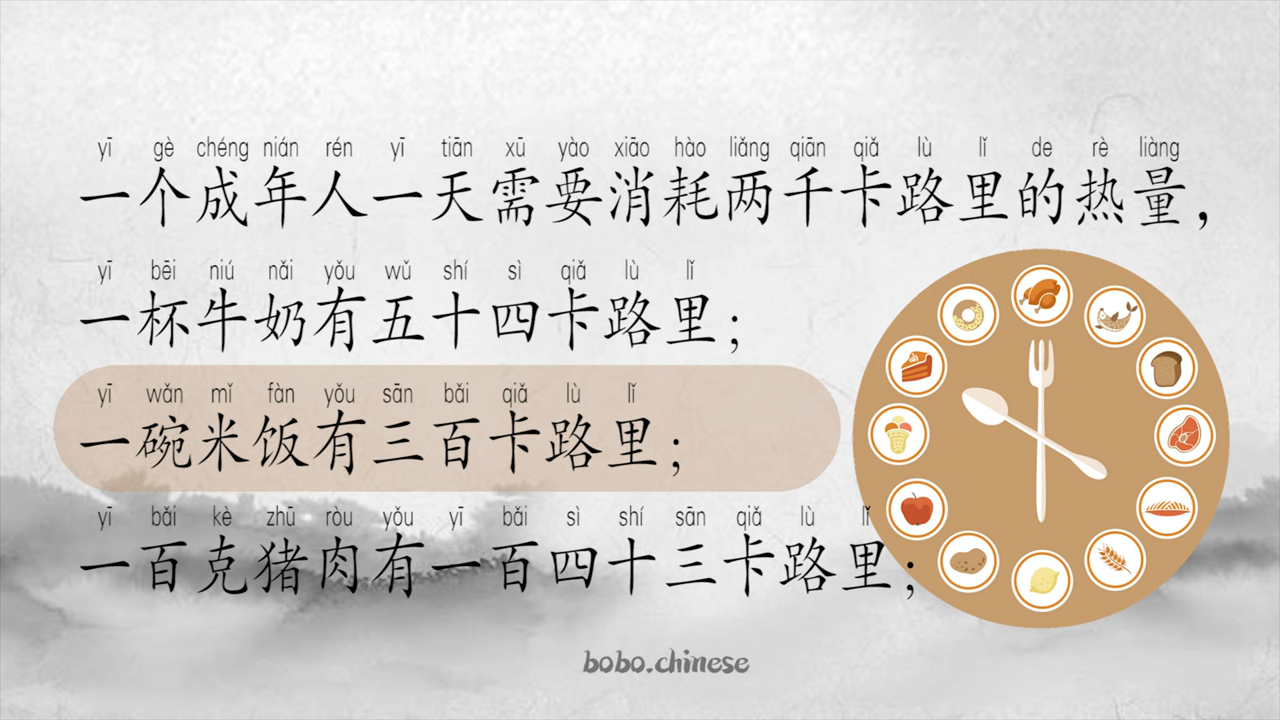 yī gè chéng nián rén yī tiān xū yào xiāo hào liǎng qiān qiǎ lù lǐ de rè liàng
一个成年人一天需要消耗两千卡路里的热量，
yī bēi niú nǎi yǒu wǔ shí sì qiǎ lù lǐ
一杯牛奶有五十四卡路里；
yī wǎn mǐ fàn yǒu sān bǎi qiǎ lù lǐ
一碗米饭有三百卡路里；
yī bǎi kè zhū ròu yǒu yī bǎi sì shí sān qiǎ lù lǐ
一百克猪肉有一百四十三卡路里；
bobo.chinese